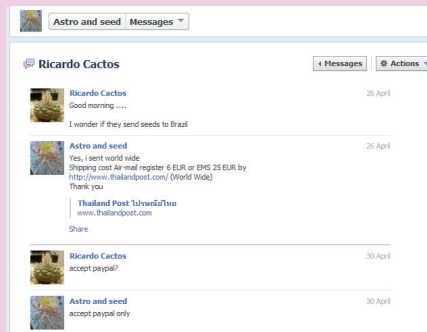 Astro and seed Messages
Ricardo Cactos
Messages
Actions
Ricardo Cactos 26 April
Good morning ....
I wonder if they send seeds to Brazil
Astro and seed 26 April
Yes, i sent world wide
Shipping cost Air-mail register 6 EUR or EMS 25 EUR by
http://www.thailandpost.com/ (World Wide)
Thank you
Thailand Post ไปรษณีย์ไทย
www.thailandpost.com
Share
Ricardo Cactos 30 April
accept paypal?
Astro and seed 30 April
accept paypal only